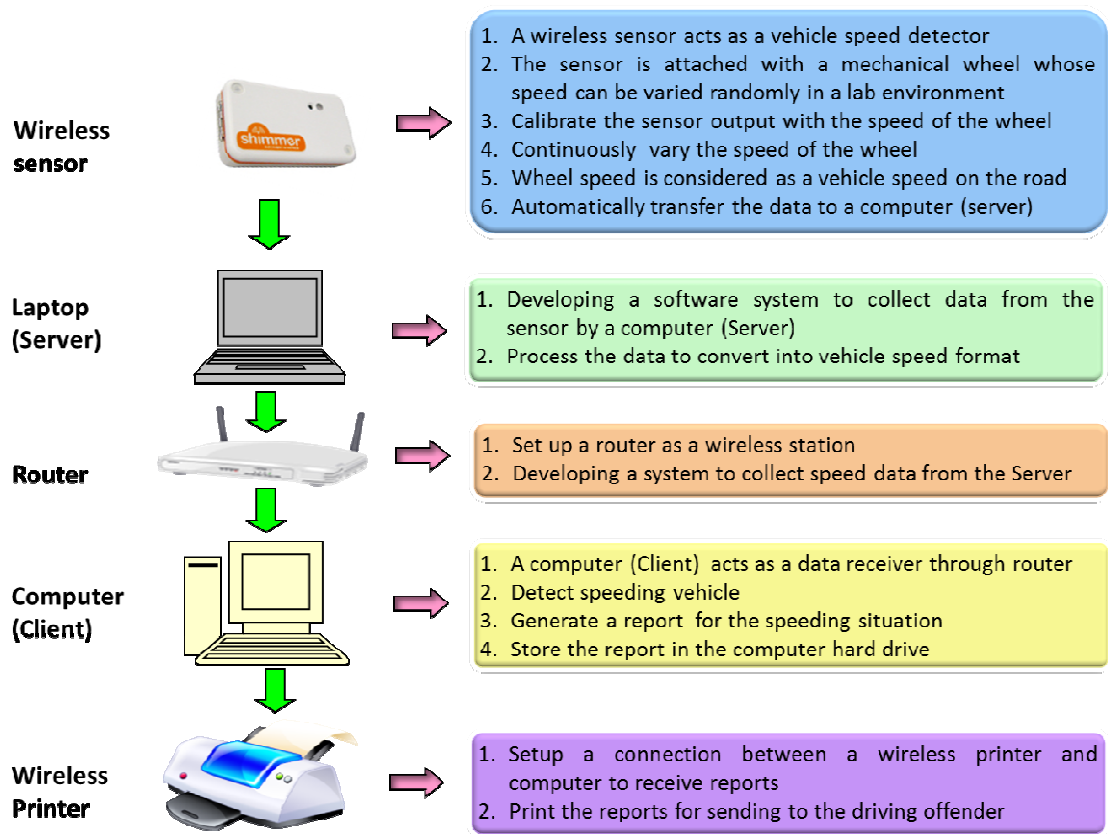 Wireless
sensor
shimmer
1. A wireless sensor acts as a vehicle speed detector
2. The sensor is attached with a mechanical wheel whose
speed can be varied randomly in a lab environment
3. Calibrate the sensor output with the speed of the wheel
4. Continuously vary the speed of the wheel
5. Wheel speed is considered as a vehicle speed on the road
6. Automatically transfer the data to a computer (server)
Laptop
(Server)
1. Developing a software system to collect data from the
sensor by a computer (Server)
2. Process the data to convert into vehicle speed format
Router
1. Set up a router as a wireless station
2. Developing a system to collect speed data from the Server
Computer
(Client)
1. A computer (Client) acts as a data receiver through router
2. Detect speeding vehicle
3. Generate a report for the speeding situation
4. Store the report in the computer hard drive
Wireless
Printer
1. Setup a connection between a wireless printer and
computer to receive reports
2. Print the reports for sending to the driving offender